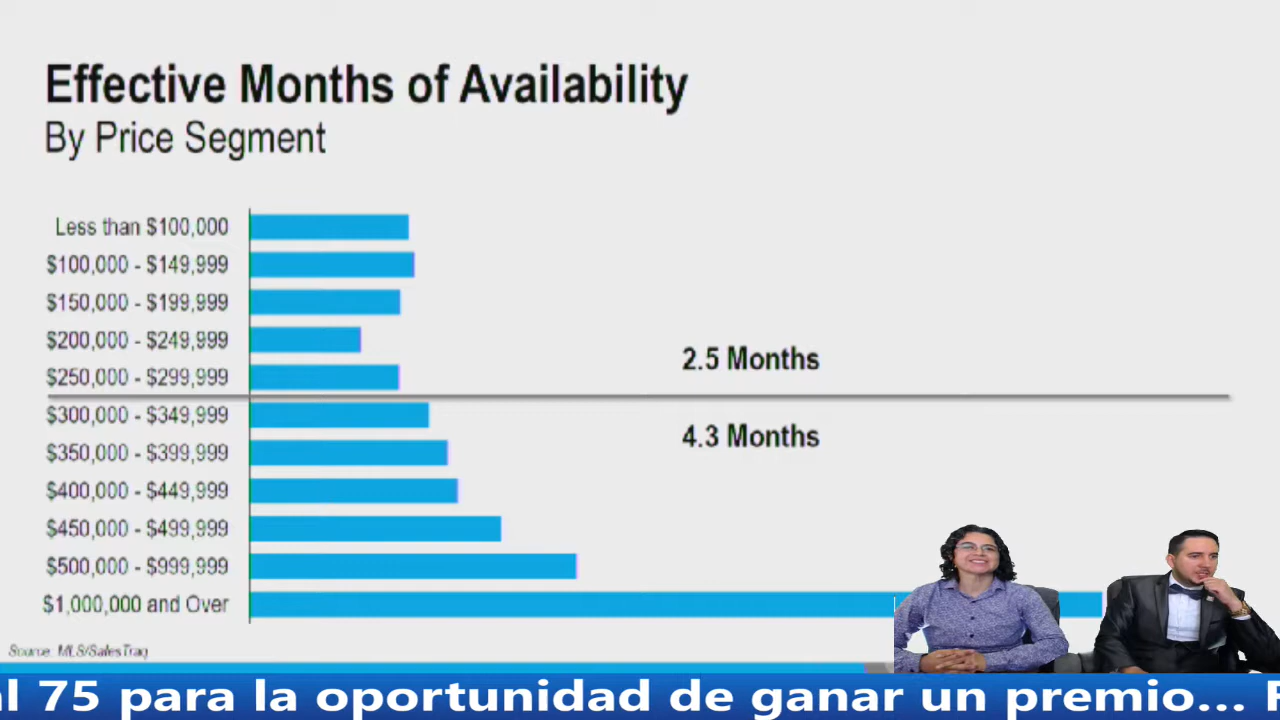 Effective Months of Availability
By Price Segment
Less than $100,000
$100,000 - $149,999
$150,000 - $199,999
$200,000 - $249,999
2.5 Months
$250,000 - $299,999
$300,000 - $349,999
4.3 Months
$350,000 - $399,999
$400,000 - $449,999
$450,000 - $499,999
$500,000 - $999,999
$1,000,000 and Over
Source: MLS/SalesTraq
al 75 para la oportunidad de ganar un premio...